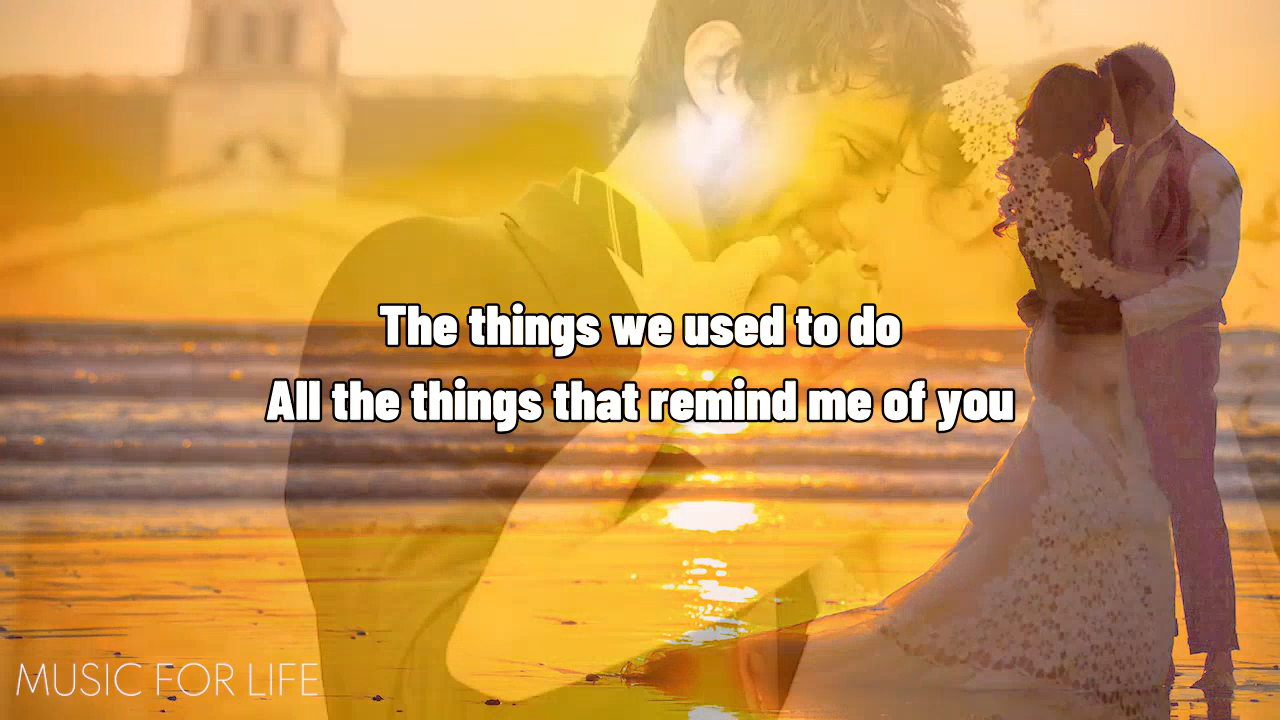 The things we used to do
All the things that remind me of you
MUSIC FOR LIFE